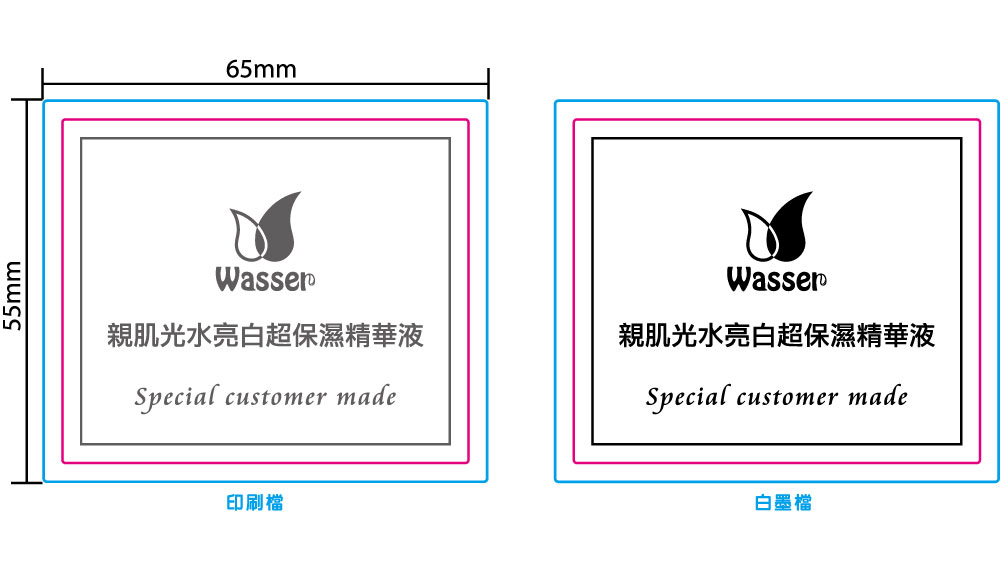 65mm
55mm
Wasser
親肌光水亮白超保濕精華液
Special customer made
印刷檔
Wasser
親肌光水亮白超保濕精華液
Special customer made
白墨檔